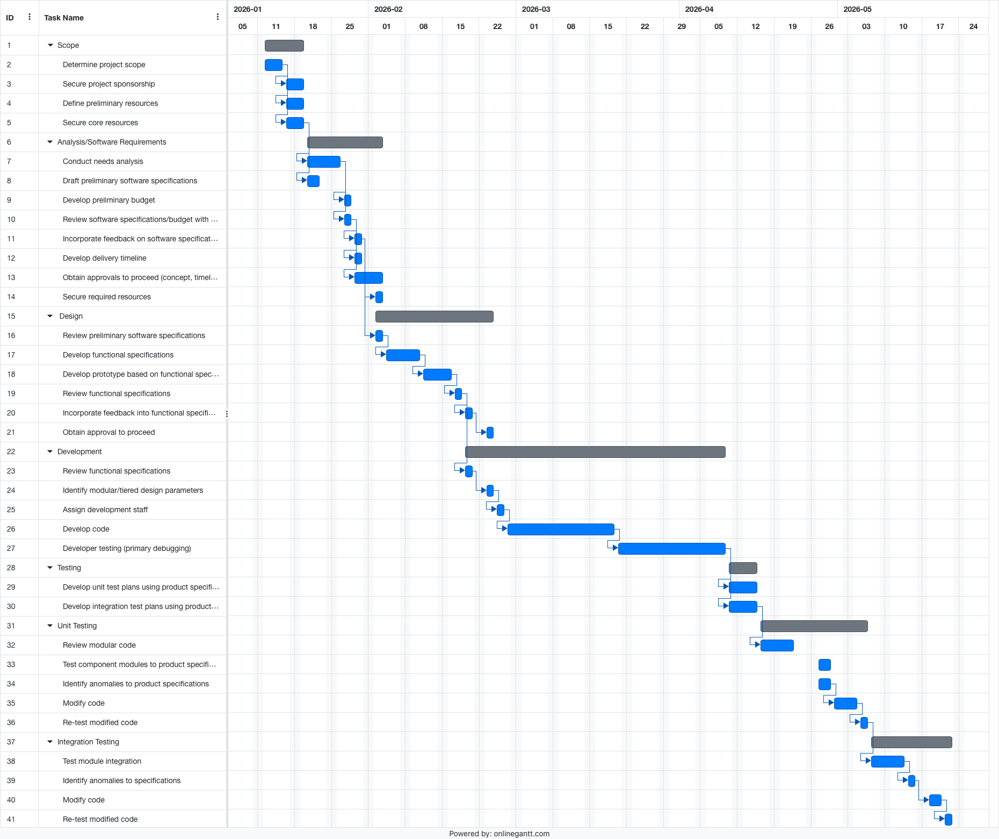 ID Task Name 2026-01 2026-02 2026-03 2026-04 2026-05
05 11 18 25 01 08 15 22 01 08 15 22 29 05 12 19 26 03 10 17 24
1 Scope
2 Determine project scope
3 Secure project sponsorship
4 Define preliminary resources
5 Secure core resources
6 Analysis/Software Requirements
7 Conduct needs analysis
8 Draft preliminary software specifications
9 Develop preliminary budget
10 Review software specifications/budget with ...
11 Incorporate feedback on software specificat...
12 Develop delivery timeline
13 Obtain approvals to proceed (concept, timel...
14 Secure required resources
15 Design
16 Review preliminary software specifications
17 Develop functional specifications
18 Develop prototype based on functional spec...
19 Review functional specifications
20 Incorporate feedback into functional specifi...
21 Obtain approval to proceed
22 Development
23 Review functional specifications
24 Identify modular/tiered design parameters
25 Assign development staff
26 Develop code
27 Developer testing (primary debugging)
28 Testing
29 Develop unit test plans using product specifi...
30 Develop integration test plans using product...
31 Unit Testing
32 Review modular code
33 Test component modules to product specifi...
34 Identify anomalies to product specifications
35 Modify code
36 Re-test modified code
37 Integration Testing
38 Test module integration
39 Identify anomalies to specifications
40 Modify code
41 Re-test modified code
Powered by: onlinegantt.com